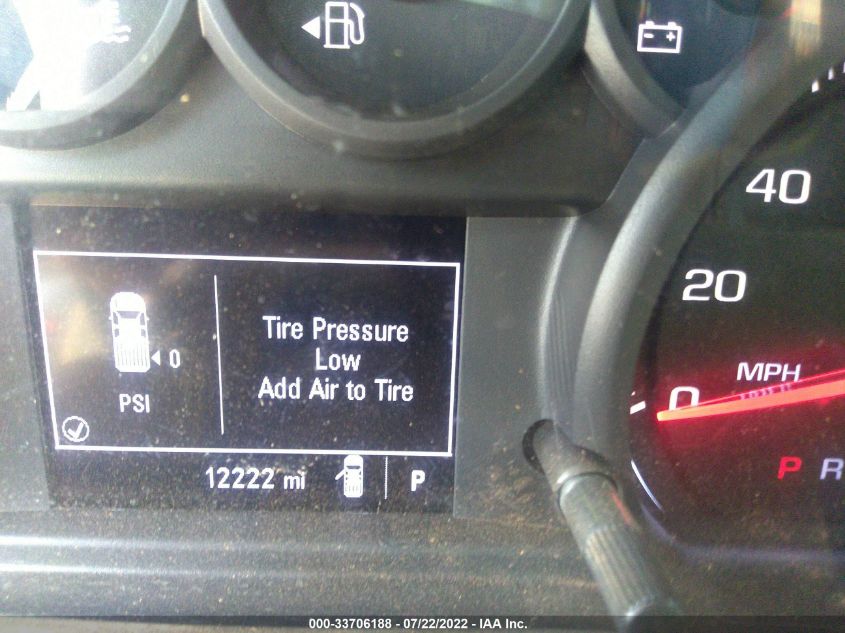 40
20
MPH
0
Tire Pressure
Low
Add Air to Tire
0
PSI
12222 mi
P
P R
000-33706188 - 07/22/2022 - IAA Inc.